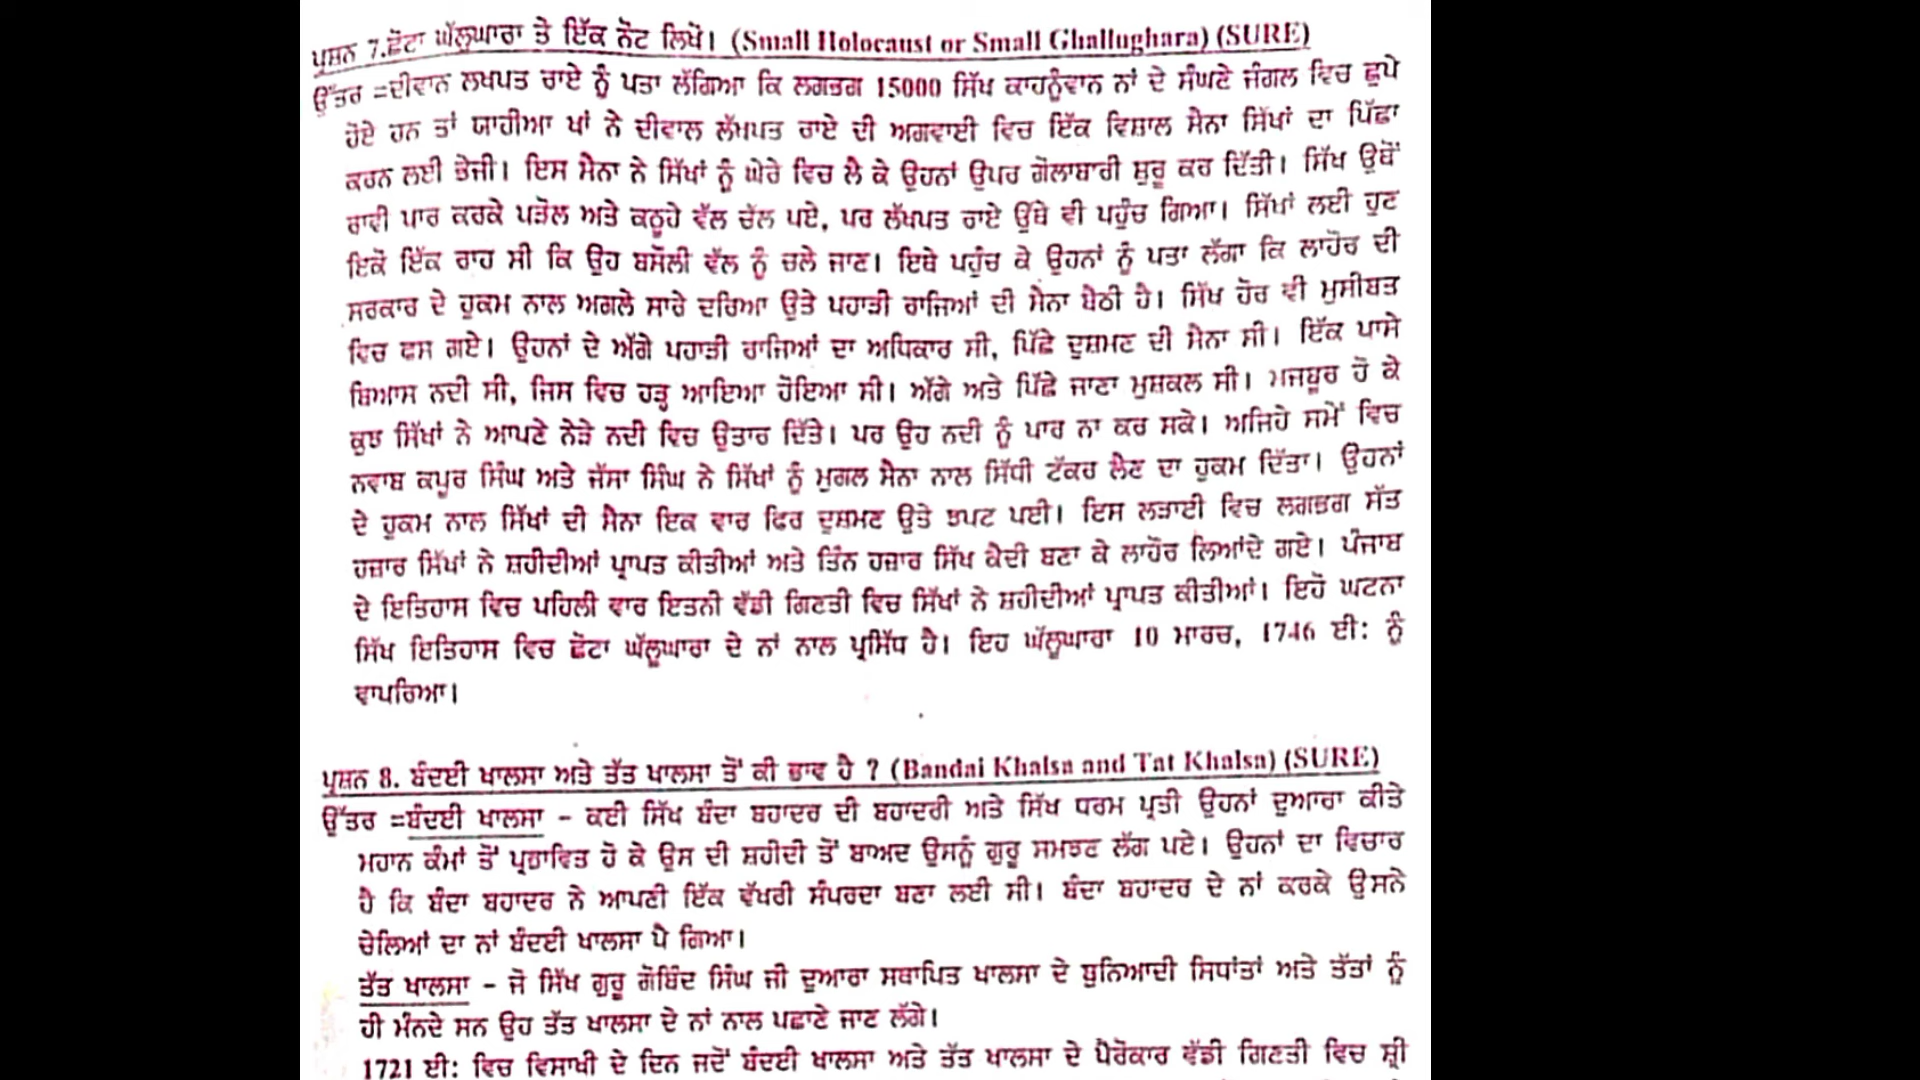 ਪ੍ਰਸ਼ਨ 7.ਛੋਟਾ ਘੱਲੂਘਾਰਾ ਤੇ ਇੱਕ ਨੋਟ ਲਿਖੋ। (Small Holocaust or Small Ghallughara) (SURE)
ਉੱਤਰ =ਦੀਵਾਨ ਲਖਪਤ ਰਾਏ ਨੂੰ ਪਤਾ ਲੱਗਿਆ ਕਿ ਲਗਭਗ 15000 ਸਿੱਖ ਕਾਹਨੂੰਵਾਨ ਨਾਂ ਦੇ ਸੰਘਣੇ ਜੰਗਲ ਵਿਚ ਛੁਪੇ
ਹੋਏ ਹਨ ਤਾਂ ਯਾਹੀਆ ਖਾਂ ਨੇ ਦੀਵਾਲ ਲੱਖਪਤ ਰਾਏ ਦੀ ਅਗਵਾਈ ਵਿਚ ਇੱਕ ਵਿਸ਼ਾਲ ਸੈਨਾ ਸਿੱਖਾਂ ਦਾ ਪਿੱਛਾ
ਕਰਨ ਲਈ ਭੇਜੀ। ਇਸ ਸੈਨਾ ਨੇ ਸਿੱਖਾਂ ਨੂੰ ਘੇਰੇ ਵਿਚ ਲੈ ਕੇ ਉਹਨਾਂ ਉਪਰ ਗੋਲਾਬਾਰੀ ਸ਼ੁਰੂ ਕਰ ਦਿੱਤੀ। ਸਿੱਖ ਉਥੋਂ
ਰਾਵੀ ਪਾਰ ਕਰਕੇ ਪੜੋਲ ਅਤੇ ਕਠੂਹੇ ਵੱਲ ਚੱਲ ਪਏ, ਪਰ ਲੱਖਪਤ ਰਾਏ ਉਥੇ ਵੀ ਪਹੁੰਚ ਗਿਆ। ਸਿੱਖਾਂ ਲਈ ਹੁਣ
ਇਕੋ ਇੱਕ ਰਾਹ ਸੀ ਕਿ ਉਹ ਬਸੋਲੀ ਵੱਲ ਨੂੰ ਚਲੇ ਜਾਣ। ਇਥੇ ਪਹੁੰਚ ਕੇ ਉਹਨਾਂ ਨੂੰ ਪਤਾ ਲੱਗਾ ਕਿ ਲਾਹੌਰ ਦੀ
ਸਰਕਾਰ ਦੇ ਹੁਕਮ ਨਾਲ ਅਗਲੇ ਸਾਰੇ ਦਰਿਆ ਉਤੇ ਪਹਾੜੀ ਰਾਜਿਆਂ ਦੀ ਸੈਨਾ ਬੈਠੀ ਹੈ। ਸਿੱਖ ਹੋਰ ਵੀ ਮੁਸੀਬਤ
ਵਿਚ ਫਸ ਗਏ। ਉਹਨਾਂ ਦੇ ਅੱਗੇ ਪਹਾੜੀ ਰਾਜਿਆਂ ਦਾ ਅਧਿਕਾਰ ਸੀ, ਪਿੱਛੇ ਦੁਸ਼ਮਣ ਦੀ ਸੈਨਾ ਸੀ। ਇੱਕ ਪਾਸੇ
ਬਿਆਸ ਨਦੀ ਸੀ, ਜਿਸ ਵਿਚ ਹੜ੍ਹ ਆਇਆ ਹੋਇਆ ਸੀ। ਅੱਗੇ ਅਤੇ ਪਿੱਛੇ ਜਾਣਾ ਮੁਸ਼ਕਲ ਸੀ। ਮਜਬੂਰ ਹੋ ਕੇ
ਕੁਝ ਸਿੱਖਾਂ ਨੇ ਆਪਣੇ ਨੇੜੇ ਨਦੀ ਵਿਚ ਉਤਾਰ ਦਿੱਤੇ। ਪਰ ਉਹ ਨਦੀ ਨੂੰ ਪਾਰ ਨਾ ਕਰ ਸਕੇ। ਅਜਿਹੇ ਸਮੇਂ ਵਿਚ
ਨਵਾਬ ਕਪੂਰ ਸਿੰਘ ਅਤੇ ਜੱਸਾ ਸਿੰਘ ਨੇ ਸਿੱਖਾਂ ਨੂੰ ਮੁਗਲ ਸੈਨਾ ਨਾਲ ਸਿੱਧੀ ਟੱਕਰ ਲੈਣ ਦਾ ਹੁਕਮ ਦਿੱਤਾ। ਉਹਨਾਂ
ਦੇ ਹੁਕਮ ਨਾਲ ਸਿੱਖਾਂ ਦੀ ਸੈਨਾ ਇਕ ਵਾਰ ਫਿਰ ਦੁਸ਼ਮਣ ਉਤੇ ਝਪਟ ਪਈ। ਇਸ ਲੜਾਈ ਵਿਚ ਲਗਭਗ ਸੱਤ
ਹਜ਼ਾਰ ਸਿੱਖਾਂ ਨੇ ਸ਼ਹੀਦੀਆਂ ਪ੍ਰਾਪਤ ਕੀਤੀਆਂ ਅਤੇ ਤਿੰਨ ਹਜ਼ਾਰ ਸਿੱਖ ਕੈਦੀ ਬਣਾ ਕੇ ਲਾਹੌਰ ਲਿਆਂਦੇ ਗਏ। ਪੰਜਾਬ
ਦੇ ਇਤਿਹਾਸ ਵਿਚ ਪਹਿਲੀ ਵਾਰ ਇਤਨੀ ਵੱਡੀ ਗਿਣਤੀ ਵਿਚ ਸਿੱਖਾਂ ਨੇ ਸ਼ਹੀਦੀਆਂ ਪ੍ਰਾਪਤ ਕੀਤੀਆਂ। ਇਹੋ ਘਟਨਾ
ਸਿੱਖ ਇਤਿਹਾਸ ਵਿਚ ਛੋਟਾ ਘੱਲੂਘਾਰਾ ਦੇ ਨਾਂ ਨਾਲ ਪ੍ਰਸਿੱਧ ਹੈ। ਇਹ ਘੱਲੂਘਾਰਾ 10 ਮਾਰਚ, 1746 ਈ: ਨੂੰ
ਵਾਪਰਿਆ।
ਪ੍ਰਸ਼ਨ 8. ਬੰਦਈ ਖਾਲਸਾ ਅਤੇ ਤੱਤ ਖਾਲਸਾ ਤੋਂ ਕੀ ਭਾਵ ਹੈ ? (Bandai Khalsa and Tat Khalsa) (SURE)
ਉੱਤਰ =ਬੰਦਈ ਖਾਲਸਾ - ਕਈ ਸਿੱਖ ਬੰਦਾ ਬਹਾਦਰ ਦੀ ਬਹਾਦਰੀ ਅਤੇ ਸਿੱਖ ਧਰਮ ਪ੍ਰਤੀ ਉਹਨਾਂ ਦੁਆਰਾ ਕੀਤੇ
ਮਹਾਨ ਕੰਮਾਂ ਤੋਂ ਪ੍ਰਭਾਵਿਤ ਹੋ ਕੇ ਉਸ ਦੀ ਸ਼ਹੀਦੀ ਤੋਂ ਬਾਅਦ ਉਸਨੂੰ ਗੁਰੂ ਸਮਝਣ ਲੱਗ ਪਏ। ਉਹਨਾਂ ਦਾ ਵਿਚਾਰ
ਹੈ ਕਿ ਬੰਦਾ ਬਹਾਦਰ ਨੇ ਆਪਣੀ ਇੱਕ ਵੱਖਰੀ ਸੰਪਰਦਾ ਬਣਾ ਲਈ ਸੀ। ਬੰਦਾ ਬਹਾਦਰ ਦੇ ਨਾਂ ਕਰਕੇ ਉਸਨੇ
ਚੇਲਿਆਂ ਦਾ ਨਾਂ ਬੰਦਈ ਖਾਲਸਾ ਪੈ ਗਿਆ।
ਤੱਤ ਖਾਲਸਾ - ਜੋ ਸਿੱਖ ਗੁਰੂ ਗੋਬਿੰਦ ਸਿੰਘ ਜੀ ਦੁਆਰਾ ਸਥਾਪਿਤ ਖਾਲਸਾ ਦੇ ਬੁਨਿਆਦੀ ਸਿਧਾਂਤਾਂ ਅਤੇ ਤੱਤਾਂ ਨੂੰ
ਹੀ ਮੰਨਦੇ ਸਨ ਉਹ ਤੱਤ ਖਾਲਸਾ ਦੇ ਨਾਂ ਨਾਲ ਪਛਾਣੇ ਜਾਣ ਲੱਗੇ।
1721 ਈ: ਵਿਚ ਵਿਸਾਖੀ ਦੇ ਦਿਨ ਜਦੋਂ ਬੰਦਈ ਖਾਲਸਾ ਅਤੇ ਤੱਤ ਖਾਲਸਾ ਦੇ ਪੈਰੋਕਾਰ ਵੱਡੀ ਗਿਣਤੀ ਵਿਚ ਸ਼੍ਰੀ